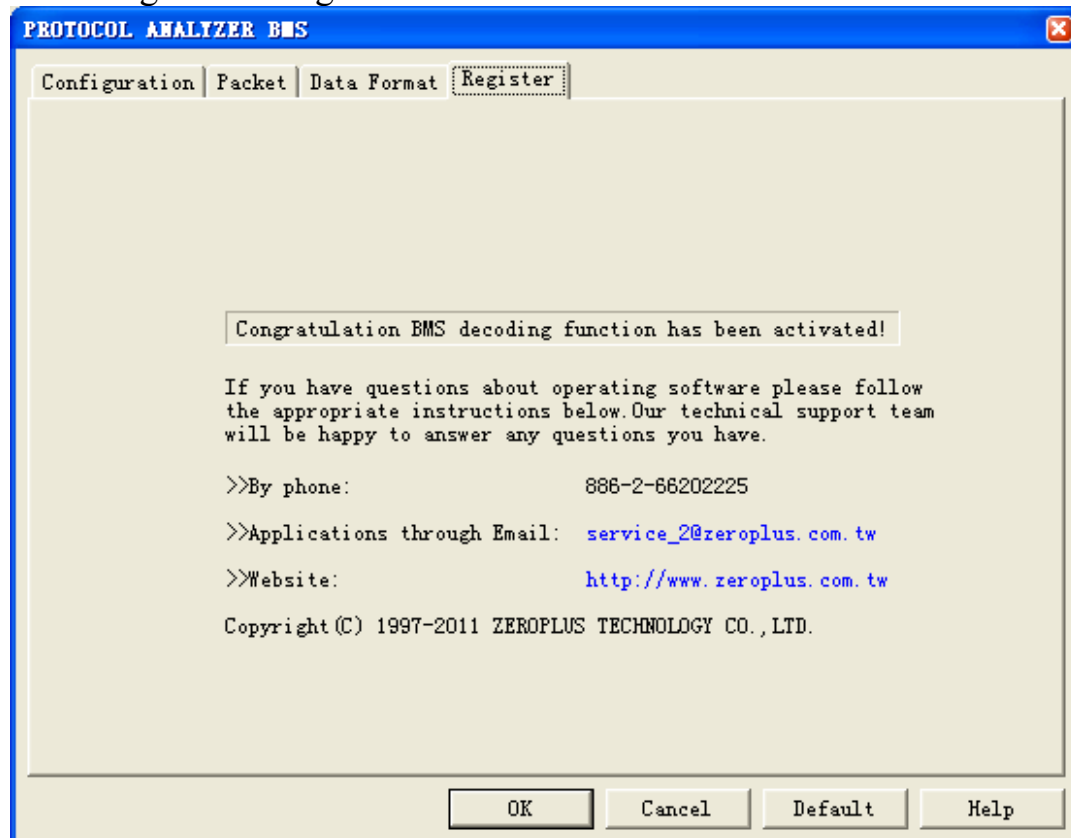 PROTOCOL ANALYZER BMS
Configuration Packet Data Format Register
Congratulation BMS decoding function has been activated!
If you have questions about operating software please follow
the appropriate instructions below.Our technical support team
will be happy to answer any questions you have.
>>By phone: 886-2-66202225
>>Applications through Email: service_2@zeroplus.com.tw
>>Website: http://www.zeroplus.com.tw
Copyright(C) 1997-2011 ZEROPLUS TECHNOLOGY CO.,LTD.
OK Cancel Default Help